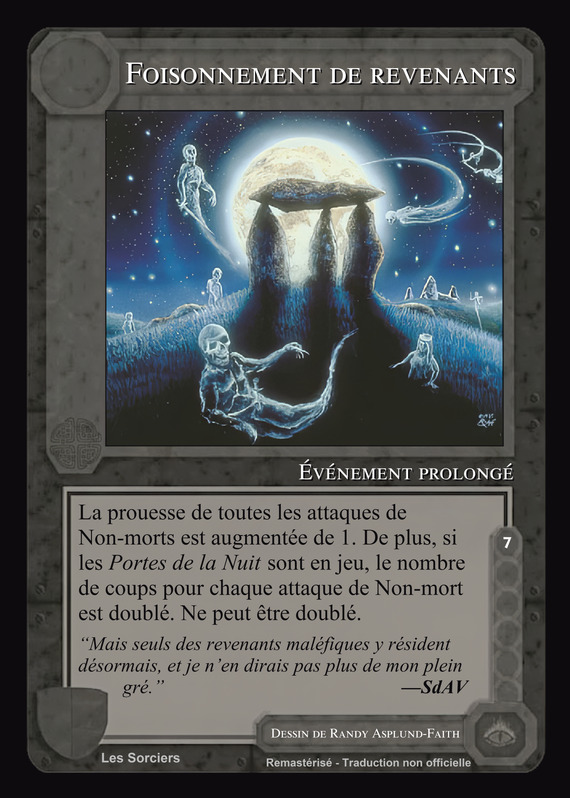 Foisonnement de revenants
Événement prolongé
La prouesse de toutes les attaques de
Non-morts est augmentée de 1. De plus, si
les Portes de la Nuit sont en jeu, le nombre
de coups pour chaque attaque de Non-mort
est doublé. Ne peut être doublé.
7
“Mais seuls des revenants maléfiques y résident
désormais, et je n’en dirais pas plus de mon plein
gré.” —SdAV
Dessin de Randy Asplund-Faith
Les Sorciers
Remastérisé - Traduction non officielle